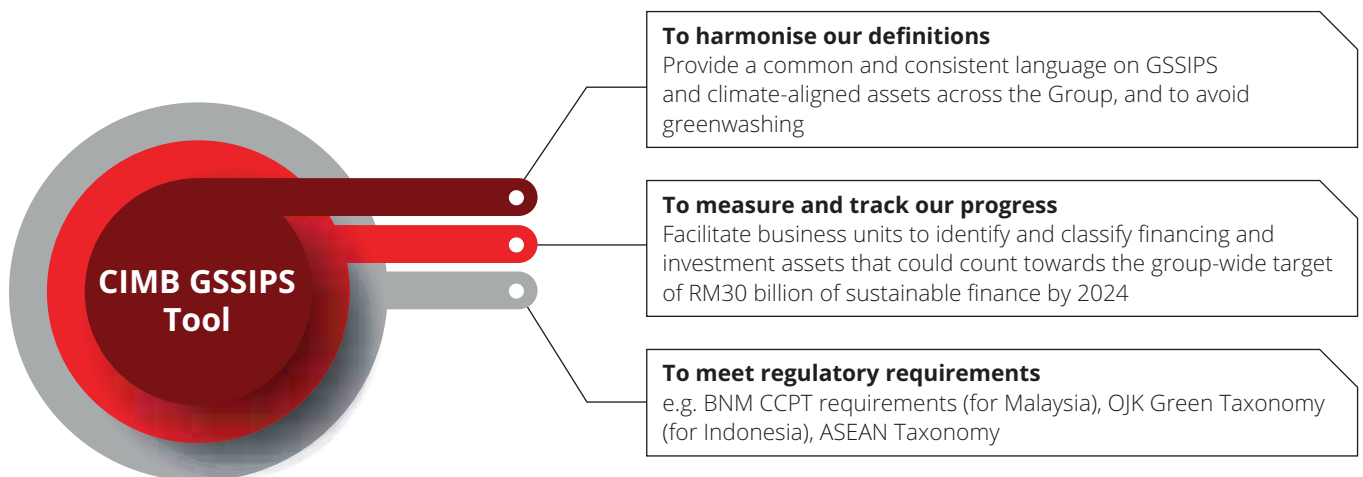 CIMB GSSIPS
Tool
To harmonise our definitions
Provide a common and consistent language on GSSIPS
and climate-aligned assets across the Group, and to avoid
greenwashing
To measure and track our progress
Facilitate business units to identify and classify financing and
investment assets that could count towards the group-wide target
of RM30 billion of sustainable finance by 2024
To meet regulatory requirements
e.g. BNM CCPT requirements (for Malaysia), OJK Green Taxonomy
(for Indonesia), ASEAN Taxonomy